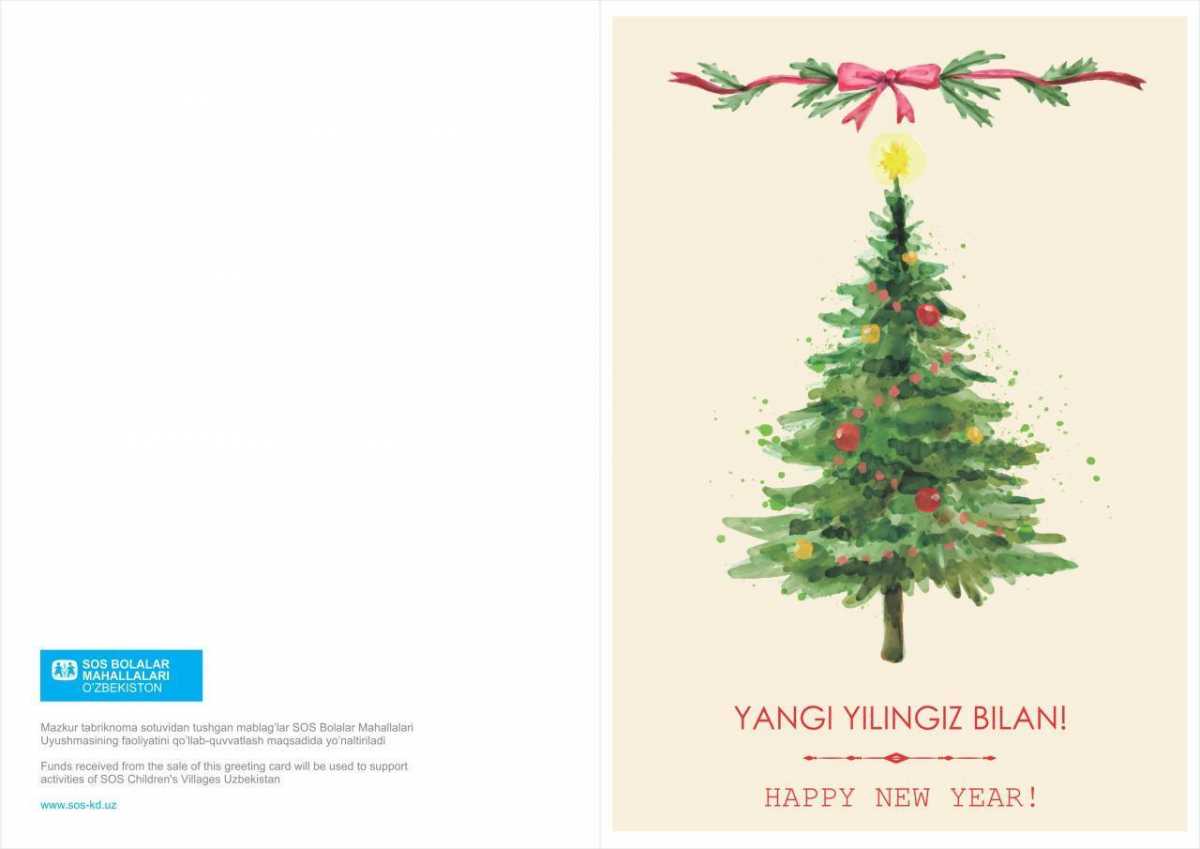 SOS BOLALAR
MAHALLALARI
O'ZBEKISTON
Mazkur tabriknoma sotuvidan tushgan mablag'lar SOS Bolalar Mahallalari
Uyushmasining faoliyatini qo'llab-quvvatlash maqsadida yo'naltiriladi
Funds received from the sale of this greeting card will be used to support
activities of SOS Children's Villages Uzbekistan
www.sos-kd.uz
YANGI YILINGIZ BILAN!
HAPPY NEW YEAR!